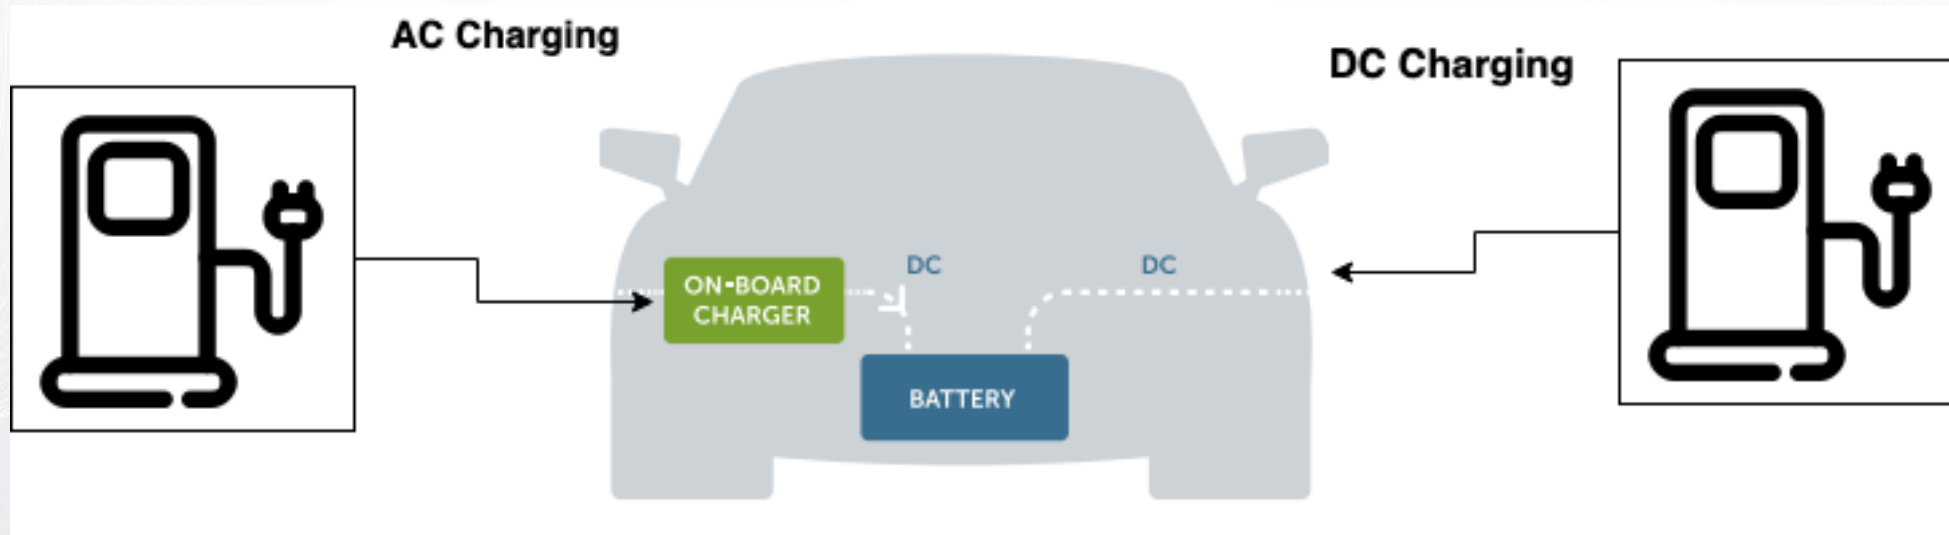 AC Charging
DC Charging
DC
DC
ON-BOARD
CHARGER
BATTERY